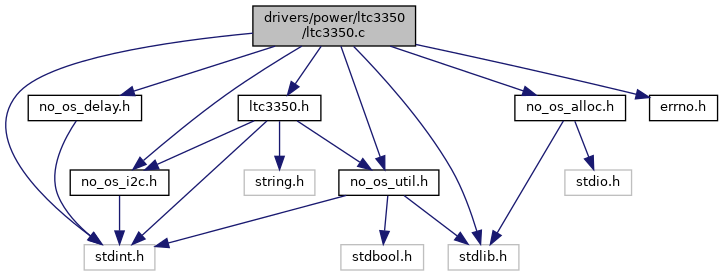 drivers/power/ltc3350
/ltc3350.c
no_os_delay.h
ltc3350.h
no_os_alloc.h
errno.h
no_os_i2c.h
string.h
no_os_util.h
stdio.h
stdint.h
stdbool.h
stdlib.h